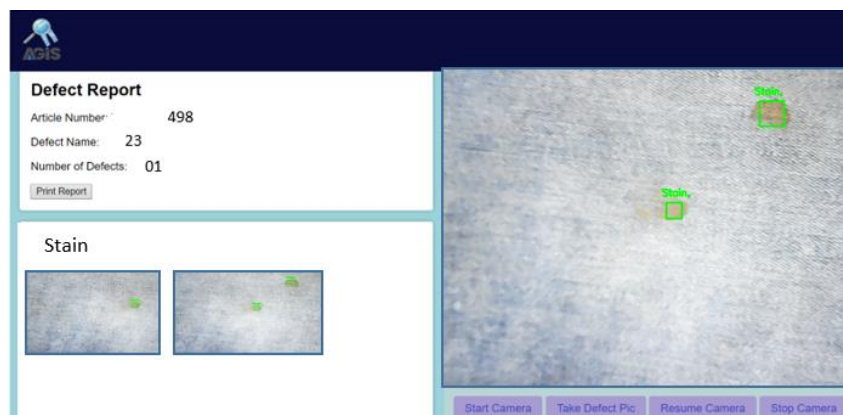 AGIS
Defect Report
Article Number: 498
Defect Name: 23
Number of Defects: 01
Print Report
Stain
Stain,
Stain,
Start Camera Take Defect Pic Resume Camera Stop Camera